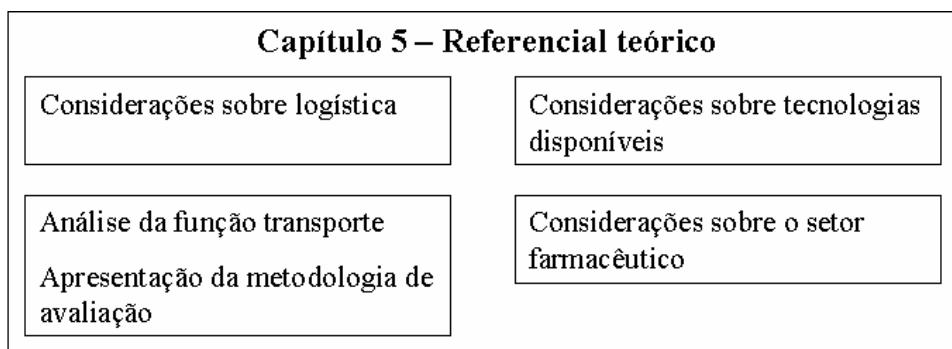 Capítulo 5 – Referencial teórico
Considerações sobre logística
Considerações sobre tecnologias
disponíveis
Análise da função transporte
Apresentação da metodologia de
avaliação
Considerações sobre o setor
farmacêutico